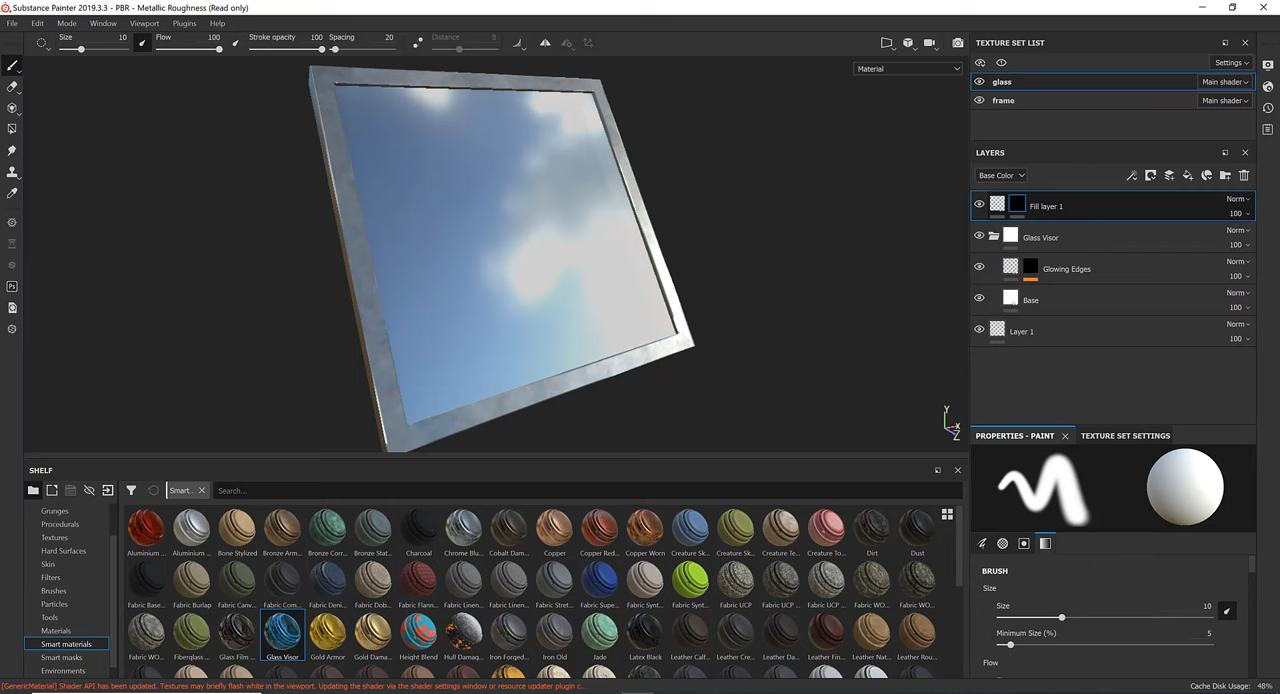 Substance Painter 2019.3.3 - PBR - Metallic Roughness (Read only)
File Edit Mode Window Viewport Plugins Help
Size 10 Flow 100 Stroke opacity 100 Spacing 20 Distance 8
Material
TEXTURE SET LIST
Settings
glass Main shader
frame Main shader
LAYERS
Base Color
Fill layer 1 Norm 100
Glass Visor Norm 100
Glowing Edges Norm 100
Base Norm 100
Layer 1 Norm 100
Y
X
Z
PROPERTIES - PAINT TEXTURE SET SETTINGS
BRUSH
Size
Size 10
Minimum Size (%) 5
Flow
SHELF
Smart... Search...
Grunges
Procedurals
Textures
Hard Surfaces
Skin
Filters
Brushes
Particles
Tools
Materials
Smart materials
Smart masks
Environments
Aluminium ... Aluminium ... Bone Stylized Bronze Arm... Bronze Corr... Bronze Stat... Charcoal Chrome Blu... Cobalt Dam... Copper Copper Red... Copper Worn Creature Sk... Creature Sk... Creature Te... Creature To... Dirt Dust
Fabric Base... Fabric Burlap Fabric Canv... Fabric Com... Fabric Deni... Fabric Dob... Fabric Flann... Fabric Linen... Fabric Linen... Fabric Stret... Fabric Supe... Fabric Synt... Fabric Synt... Fabric UCP Fabric UCP ... Fabric UCP ... Fabric WO... Fabric WO...
Fabric WO... Fiberglass ... Glass Film ... Glass Visor Gold Armor Gold Dama... Height Blend Hull Damag... Iron Forged... Iron Old Jade Latex Black Leather Calf... Leather Cre... Leather Da... Leather Fin... Leather Nat... Leather Rou...
[GenericMaterial] Shader API has been updated. Textures may briefly flash white in the viewport. Updating the shader via the shader settings window or resource updater plugin c...
Cache Disk Usage: 48%
Ps